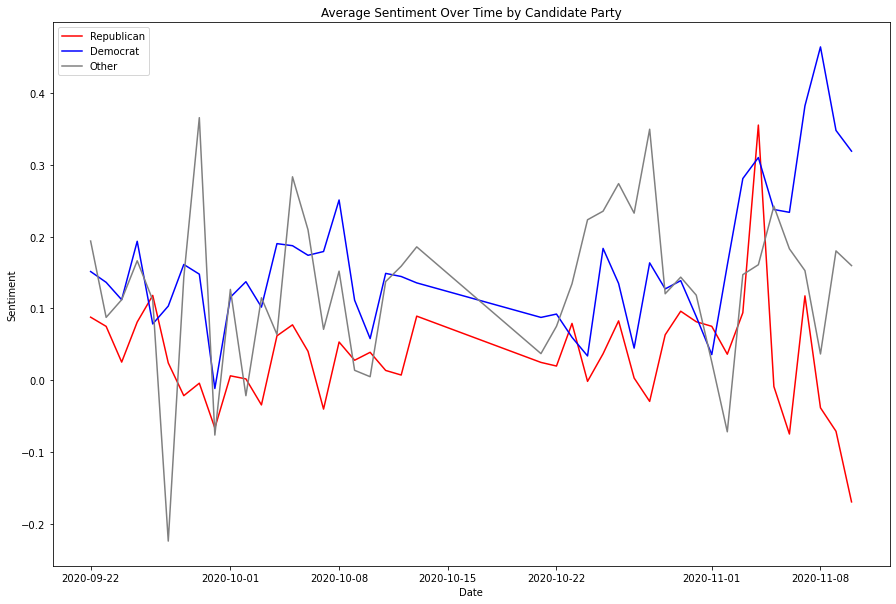 Average Sentiment Over Time by Candidate Party
Republican
Democrat
Other
Sentiment
0.4
0.3
0.2
0.1
0.0
−0.1
−0.2
2020-09-22
2020-10-01
2020-10-08
2020-10-15
2020-10-22
2020-11-01
2020-11-08
Date